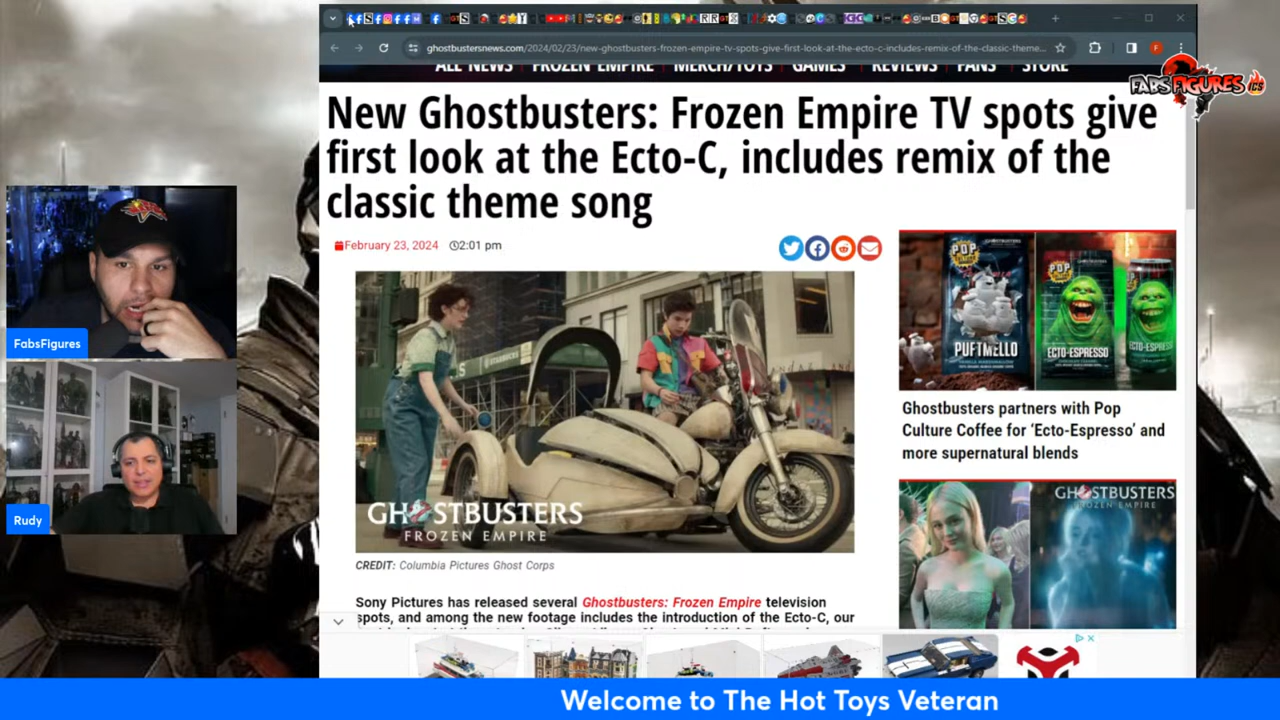 ghostbustersnews.com/2024/02/23/new-ghostbusters-frozen-empire-tv-spots-give-first-look-at-the-ecto-c-includes-remix-of-the-classic-theme...
ALL NEWS FROZEN EMPIRE MERCH/TOYS GAMES REVIEWS FANS STORE
FABSFIGURES
New Ghostbusters: Frozen Empire TV spots give
first look at the Ecto-C, includes remix of the
classic theme song
February 23, 2024 2:01 pm
GHOSTBUSTERS
FROZEN EMPIRE
CREDIT: Columbia Pictures Ghost Corps
Sony Pictures has released several Ghostbusters: Frozen Empire television
spots, and among the new footage includes the introduction of the Ecto-C, our
POP
PUFTMELLO
POP
ECTO-ESPRESSO
ECTO-ESPRESSO
Ghostbusters partners with Pop
Culture Coffee for ‘Ecto-Espresso’ and
more supernatural blends
GHOSTBUSTERS
FROZEN EMPIRE
FabsFigures
Rudy
Welcome to The Hot Toys Veteran